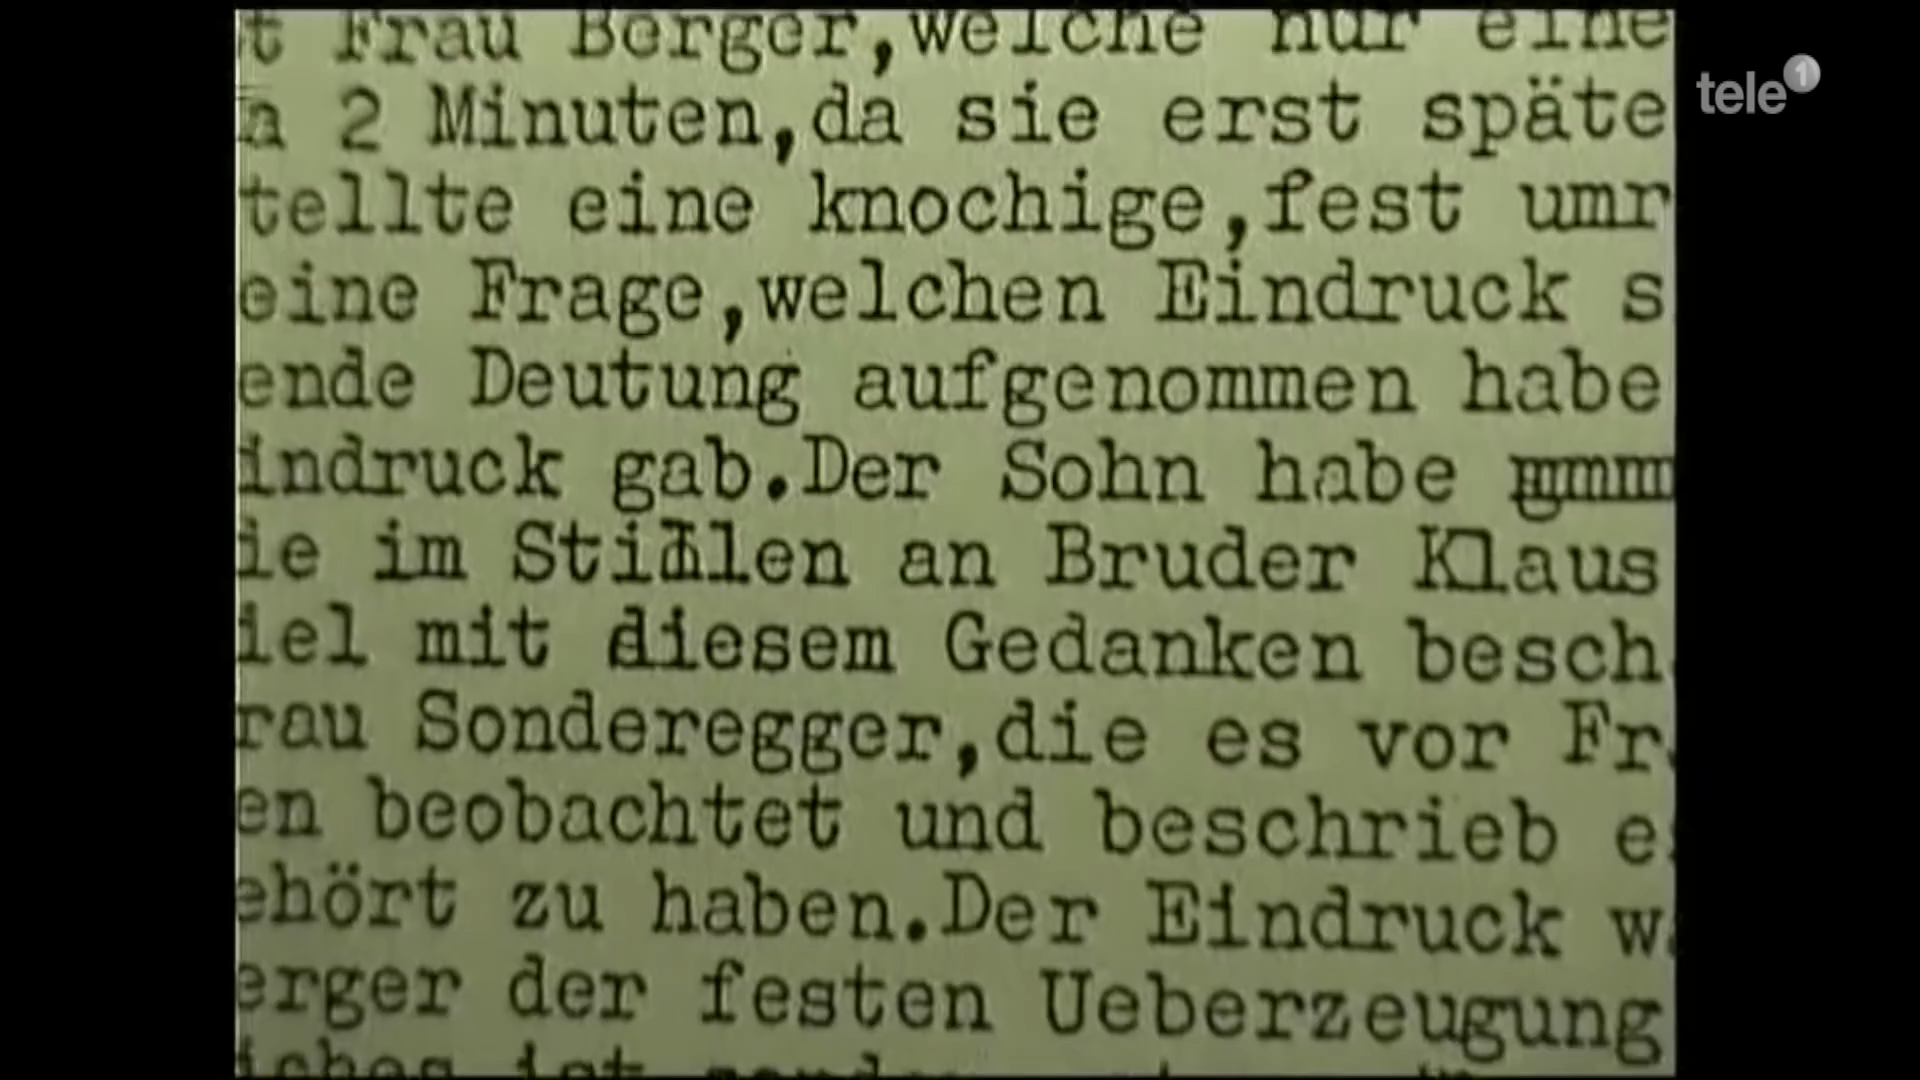 t Frau Berger,welche nur eine
a 2 Minuten,da sie erst späte
tellte eine knochige,fest umr
eine Frage,welchen Eindruck s
ende Deutung aufgenommen habe
indruck gab.Der Sohn habe
ie im Stillen an Bruder Klaus
iel mit diesem Gedanken besch
rau Sonderegger,die es vor Fr
en beobachtet und beschrieb e
ehört zu haben.Der Eindruck w
erger der festen Ueberzeugung
iches ist
tele1